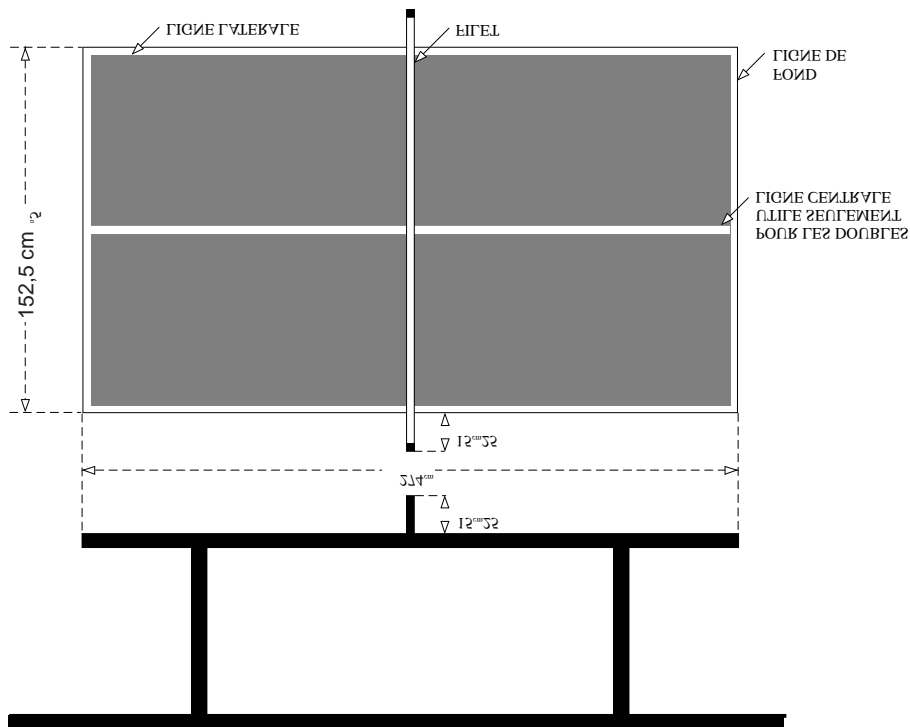 LIGNE LATERALE
FILET
LIGNE DE
FOND
LIGNE CENTRALE
UTILE SEULEMENT
POUR LES DOUBLES
152,5 cm
15cm25
274cm
15cm25